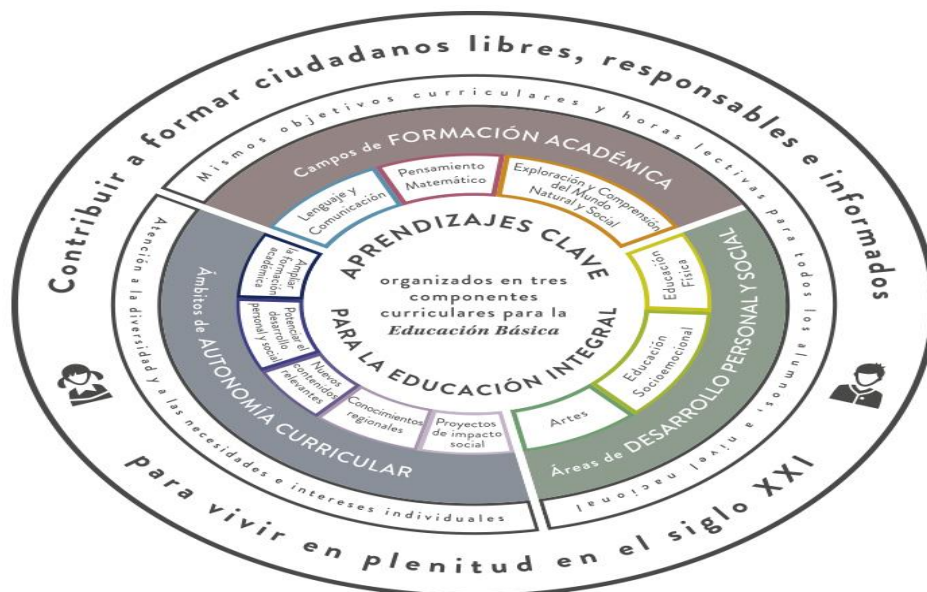 Contribuir a formar ciudadanos libres, responsables e informados
para vivir en plenitud en el siglo XXI
Mismos objetivos curriculares y horas lectivas para todos los alumnos, a nivel nacional
Atención a la diversidad y a las necesidades e intereses individuales
Campos de FORMACIÓN ACADÉMICA
Lenguaje y
Comunicación
Pensamiento
Matemático
Exploración y Comprensión
del Mundo
Natural y Social
Áreas de DESARROLLO PERSONAL Y SOCIAL
Educación
Física
Educación
Socioemocional
Artes
Ámbitos de AUTONOMÍA CURRICULAR
Ampliar
la formación
académica
Potenciar el
desarrollo
personal y social
Nuevos
contenidos
relevantes
Conocimientos
regionales
Proyectos
de impacto
social
APRENDIZAJES CLAVE
organizados en tres
componentes
curriculares para la
Educación Básica
PARA LA EDUCACIÓN INTEGRAL